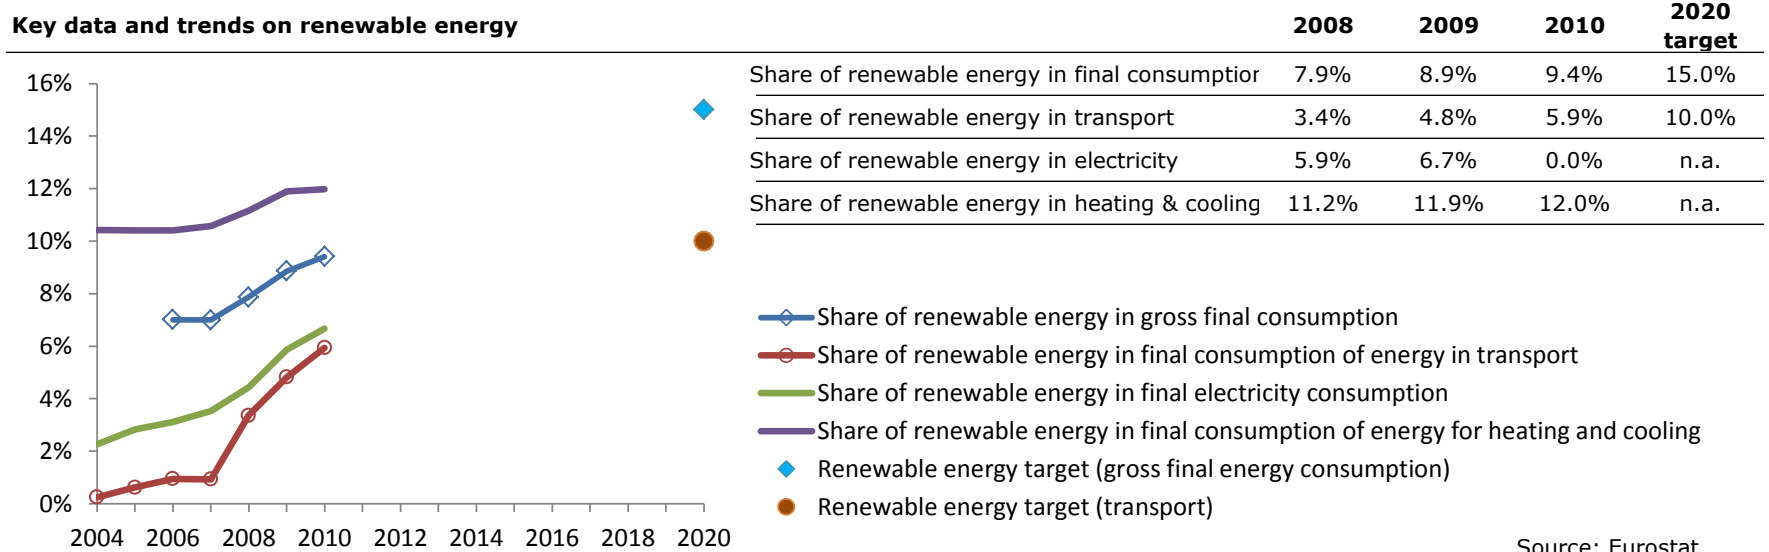 Key data and trends on renewable energy 2008 2009 2010 2020 target
Share of renewable energy in final consumption 7.9% 8.9% 9.4% 15.0%
Share of renewable energy in transport 3.4% 4.8% 5.9% 10.0%
Share of renewable energy in electricity 5.9% 6.7% 0.0% n.a.
Share of renewable energy in heating & cooling 11.2% 11.9% 12.0% n.a.
16%
14%
12%
10%
8%
6%
4%
2%
0%
2004 2006 2008 2010 2012 2014 2016 2018 2020
Share of renewable energy in gross final consumption
Share of renewable energy in final consumption of energy in transport
Share of renewable energy in final electricity consumption
Share of renewable energy in final consumption of energy for heating and cooling
Renewable energy target (gross final energy consumption)
Renewable energy target (transport)
Source: Eurostat